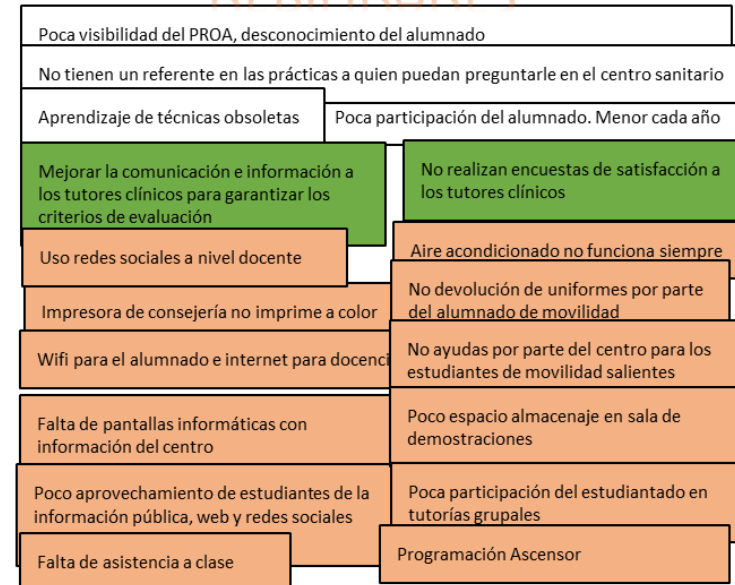 Poca visibilidad del PROA, desconocimiento del alumnado
No tienen un referente en las prácticas a quien puedan preguntarle en el centro sanitario
Aprendizaje de técnicas obsoletas
Poca participación del alumnado. Menor cada año
Mejorar la comunicación e información a
los tutores clínicos para garantizar los
criterios de evaluación
No realizan encuestas de satisfacción a
los tutores clínicos
Uso redes sociales a nivel docente
Aire acondicionado no funciona siempre
Impresora de consejería no imprime a color
No devolución de uniformes por parte
del alumnado de movilidad
Wifi para el alumnado e internet para docenci
No ayudas por parte del centro para los
estudiantes de movilidad salientes
Falta de pantallas informáticas con
información del centro
Poco espacio almacenaje en sala de
demostraciones
Poco aprovechamiento de estudiantes de la
información pública, web y redes sociales
Poca participación del estudiantado en
tutorías grupales
Falta de asistencia a clase
Programación Ascensor